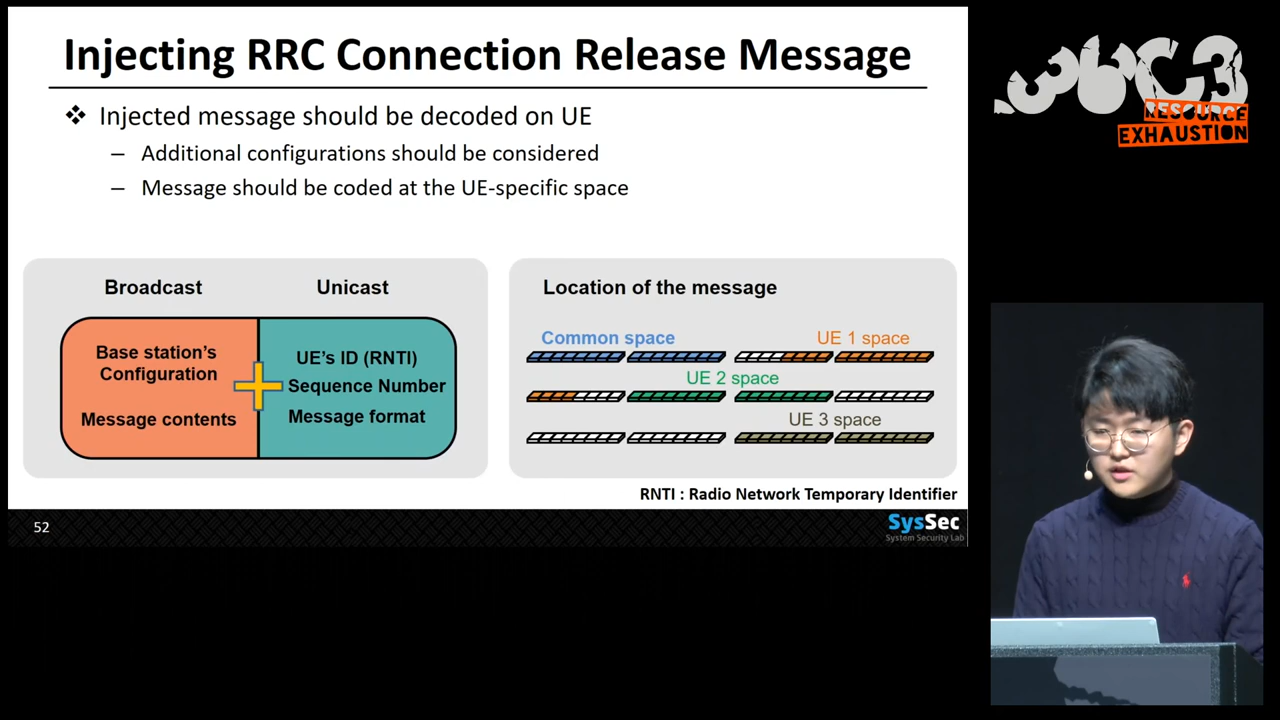 Injecting RRC Connection Release Message
❖ Injected message should be decoded on UE
– Additional configurations should be considered
– Message should be coded at the UE-specific space
Broadcast
Unicast
Base station's
Configuration
Message contents
UE's ID (RNTI)
Sequence Number
Message format
Location of the message
Common space
UE 1 space
UE 2 space
UE 3 space
RNTI : Radio Network Temporary Identifier
52
SysSec
System Security Lab
36C3
RESOURCE
EXHAUSTION